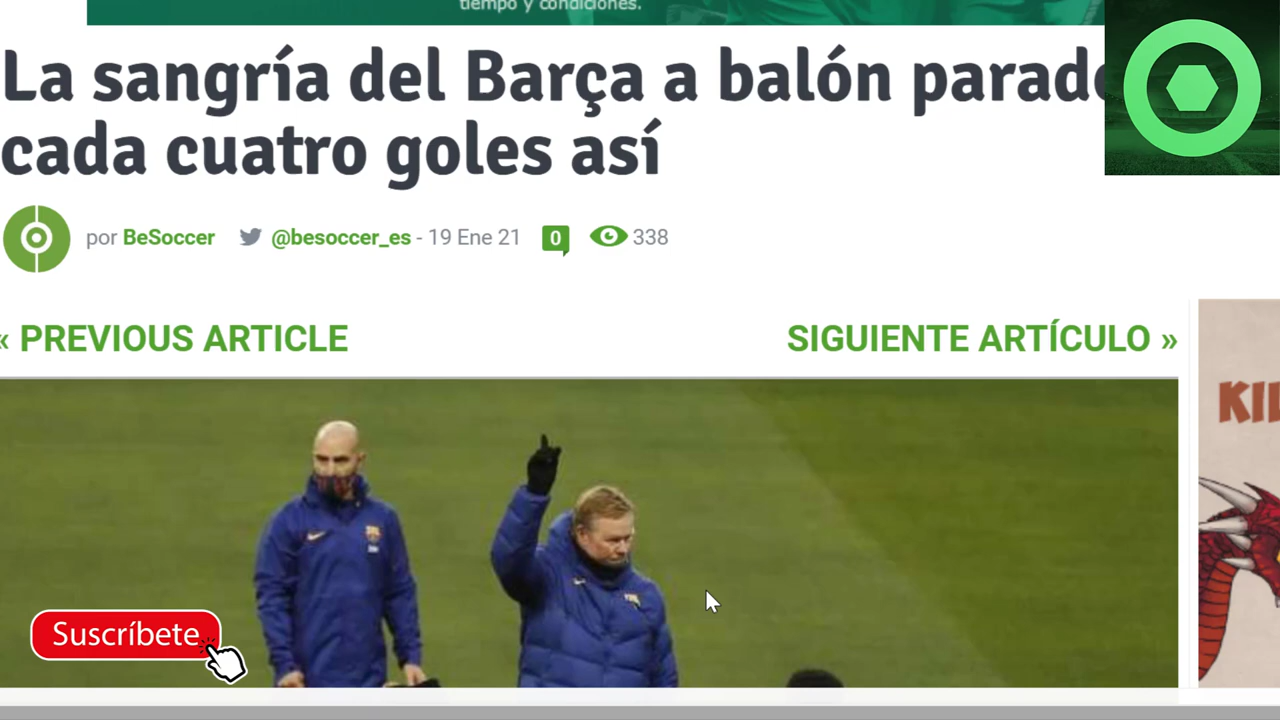 tiempo y condiciones.
La sangría del Barça a balón parado
cada cuatro goles así
por BeSoccer @besoccer_es - 19 Ene 21 0 338
« PREVIOUS ARTICLE SIGUIENTE ARTÍCULO »
Suscríbete